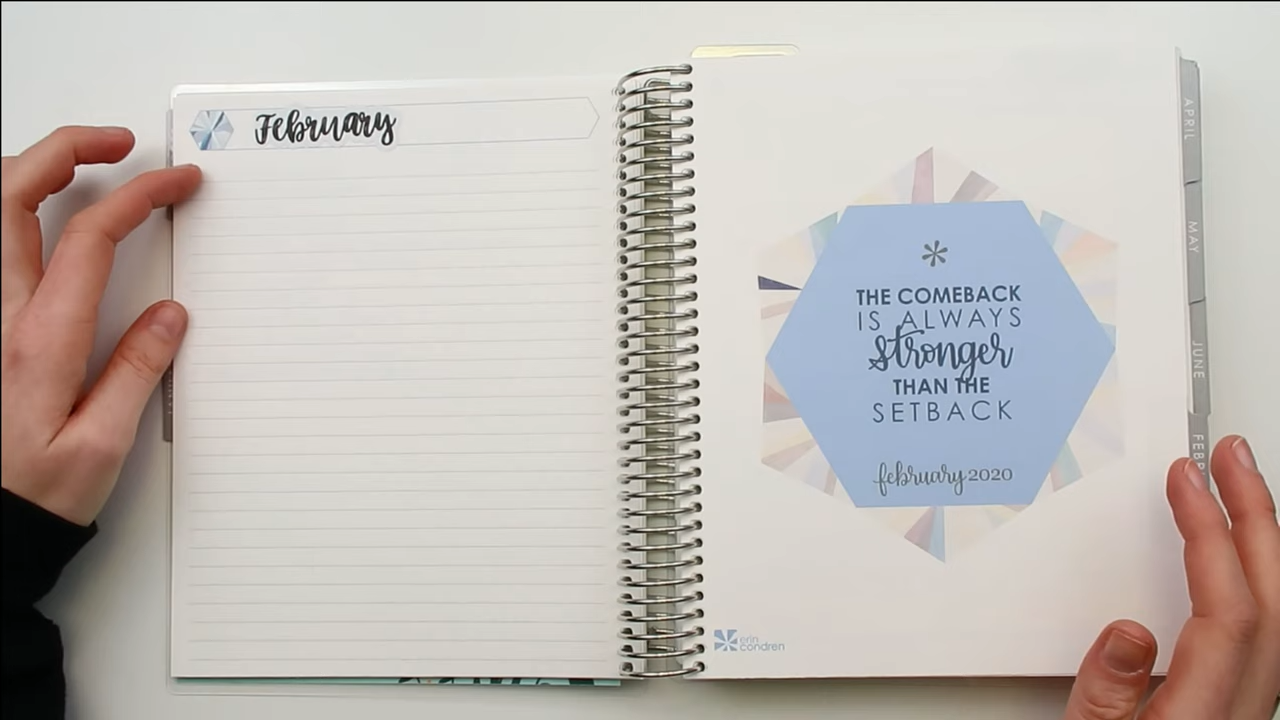 February
THE COMEBACK
IS ALWAYS
stronger
THAN THE
SETBACK
february 2020
erin
condren
APRIL
MAY
JUNE